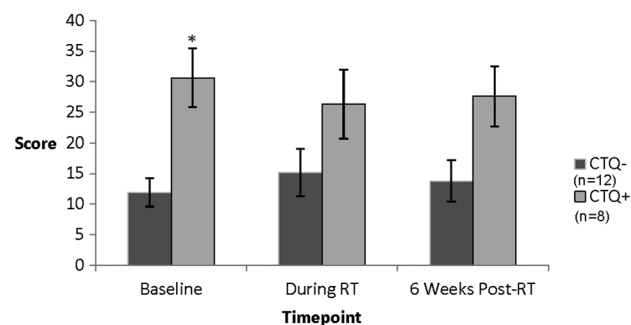 40
35
30
25
20
15
10
5
0
Score
*
Baseline
During RT
6 Weeks Post-RT
Timepoint
CTQ-
(n=12)
CTQ+
(n=8)